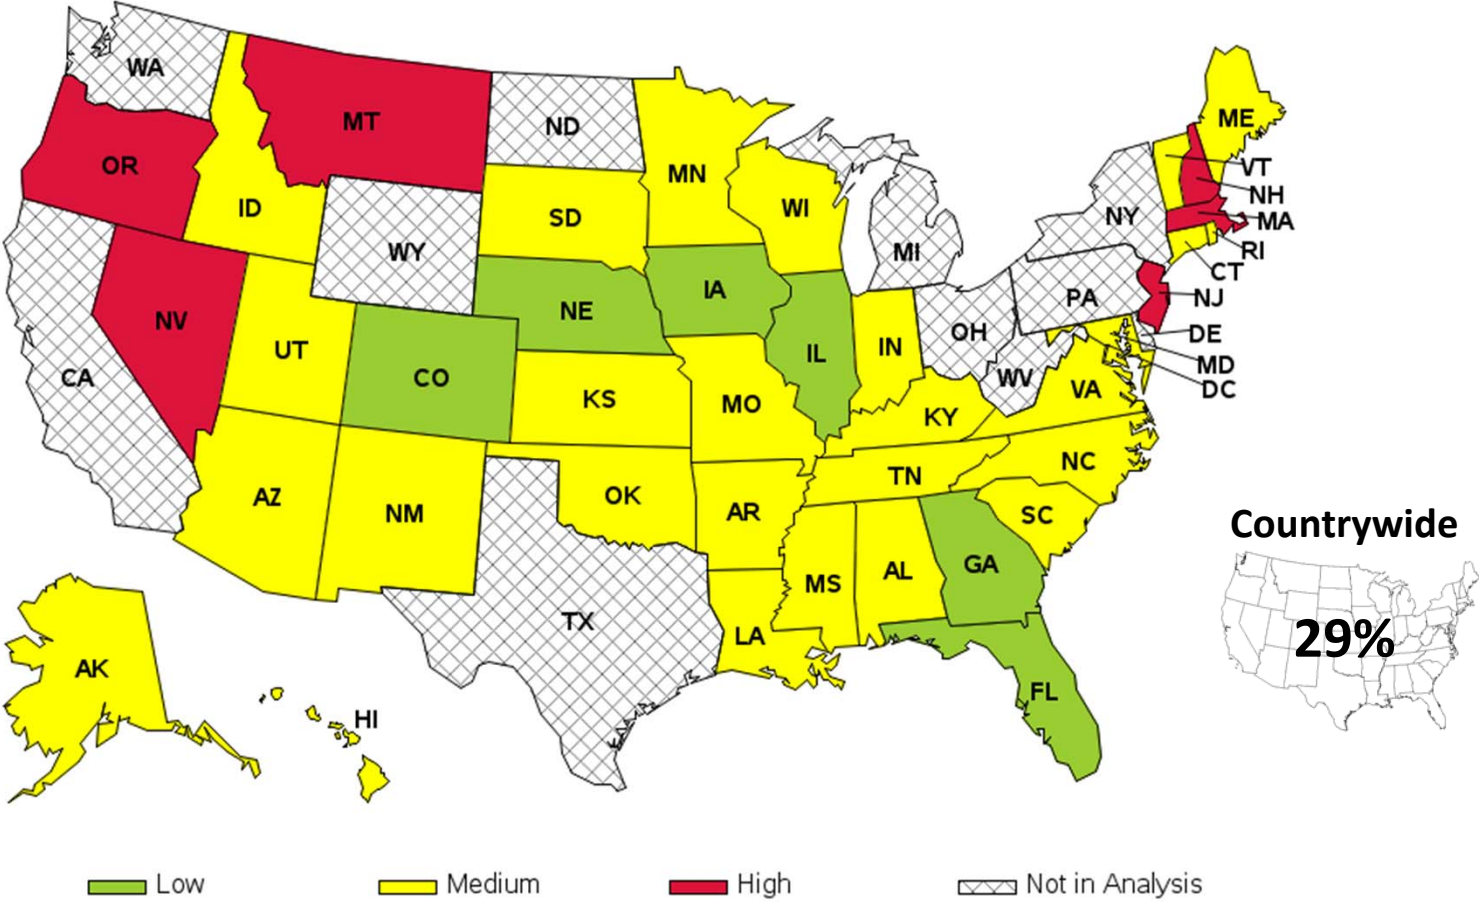 WA
MT
ND
ME
OR
MN
VT
ID
SD
WI
NH
NY
MA
WY
MI
RI
CT
IA
NE
PA
NJ
NV
OH
DE
UT
IL
IN
MD
CO
CA
WV
DC
KS
MO
VA
KY
NC
TN
AZ
OK
NM
AR
SC
Countrywide
GA
MS
AL
TX
LA
29%
AK
FL
HI
Low
Medium
High
Not in Analysis